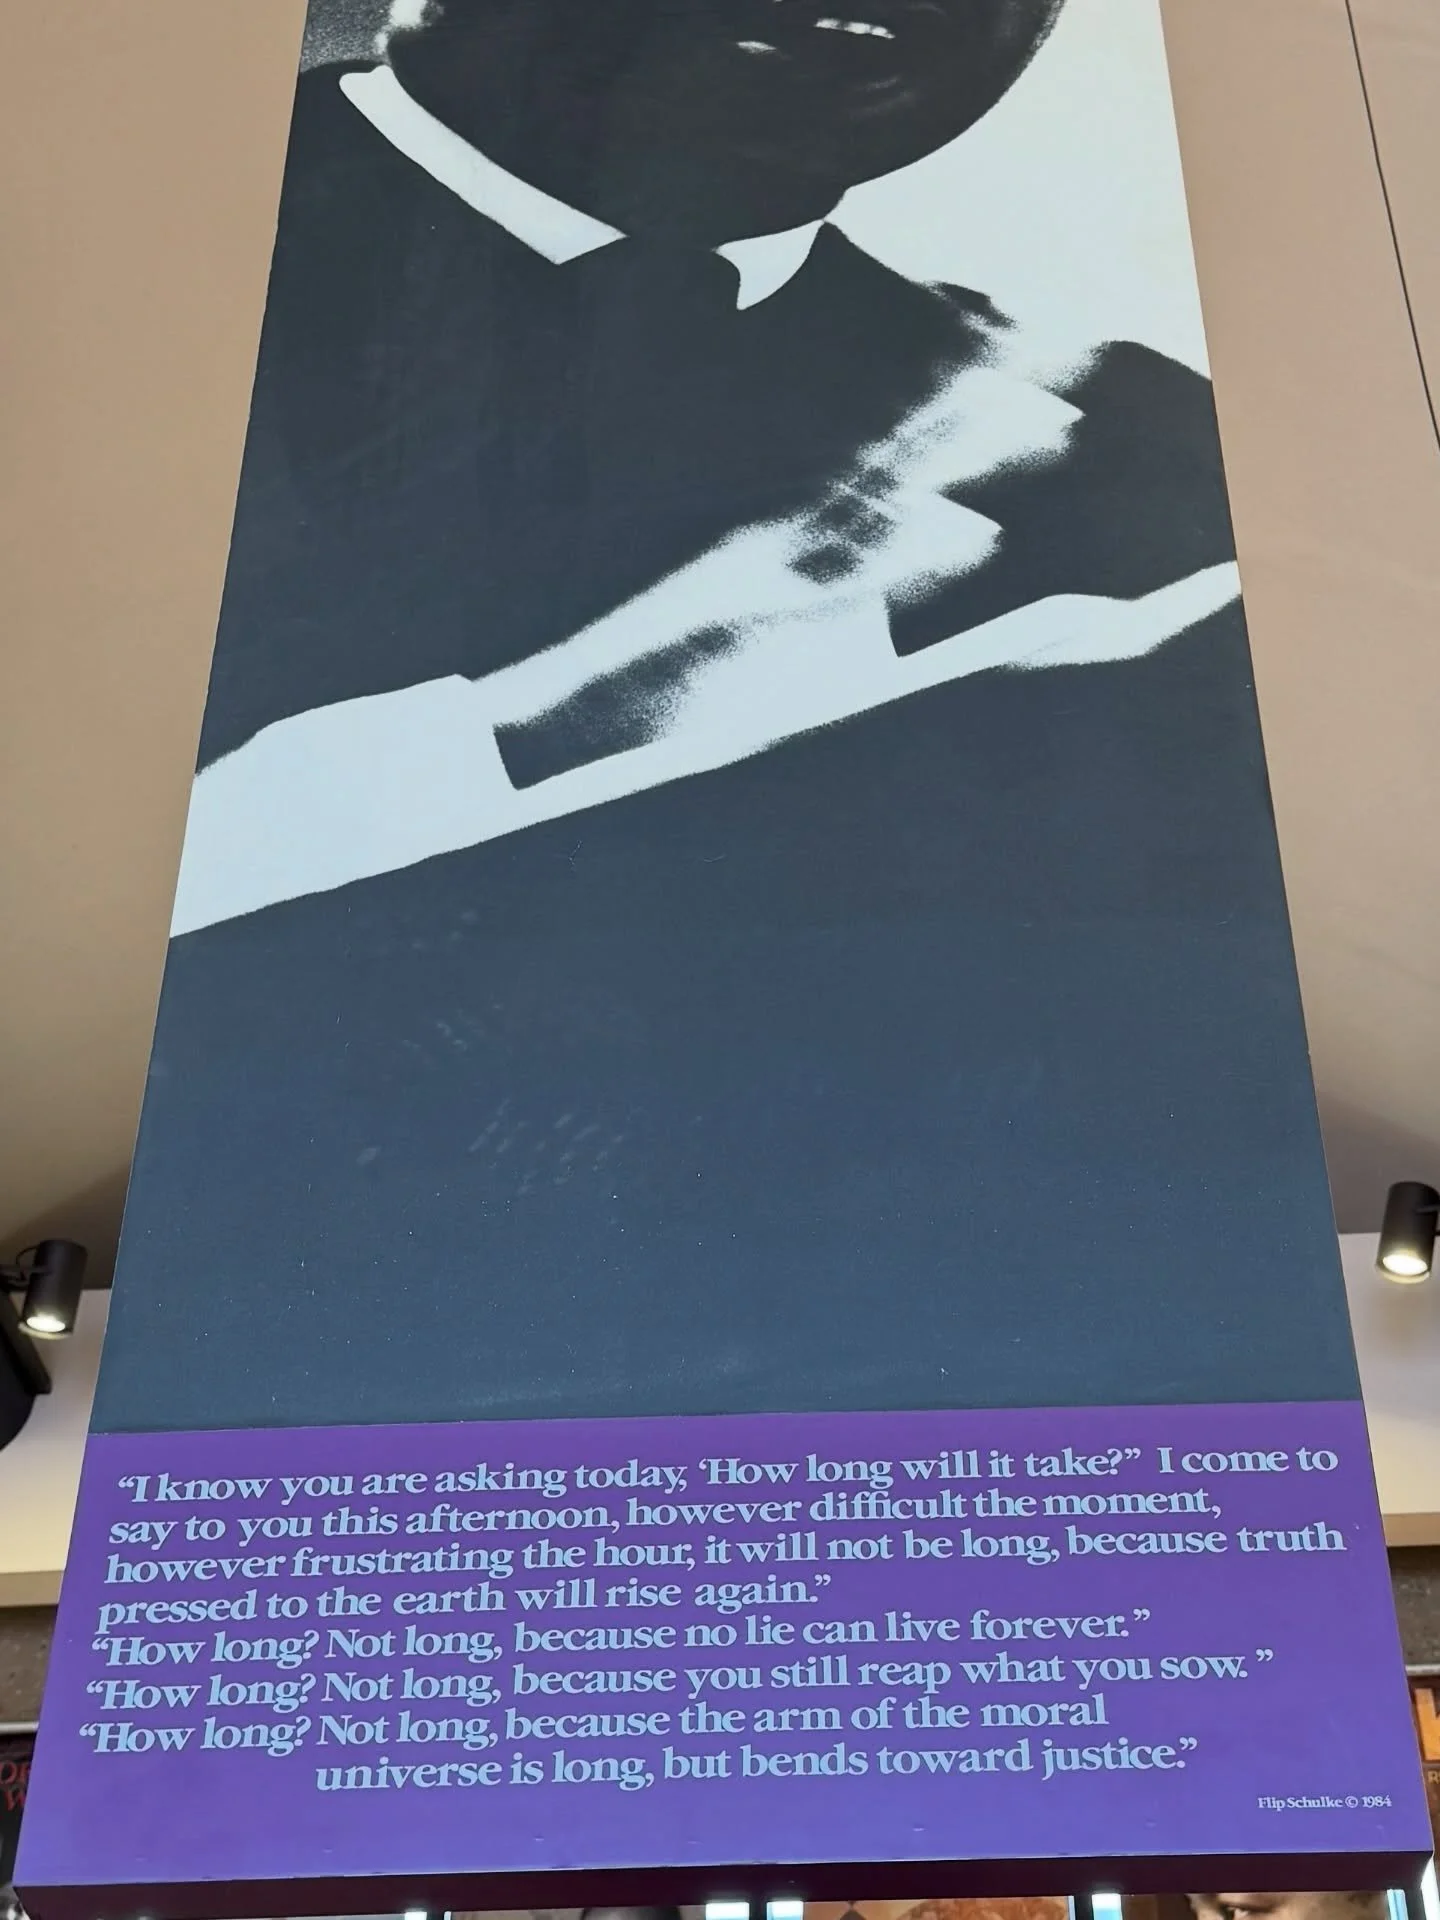 “I know you are asking today, ‘How long will it take?” I come to
say to you this afternoon, however difficult the moment,
however frustrating the hour, it will not be long, because truth
pressed to the earth will rise again.”
“How long? Not long, because no lie can live forever.”
“How long? Not long, because you still reap what you sow. ”
“How long? Not long, because the arm of the moral
universe is long, but bends toward justice.”
Flip Schulke © 1984